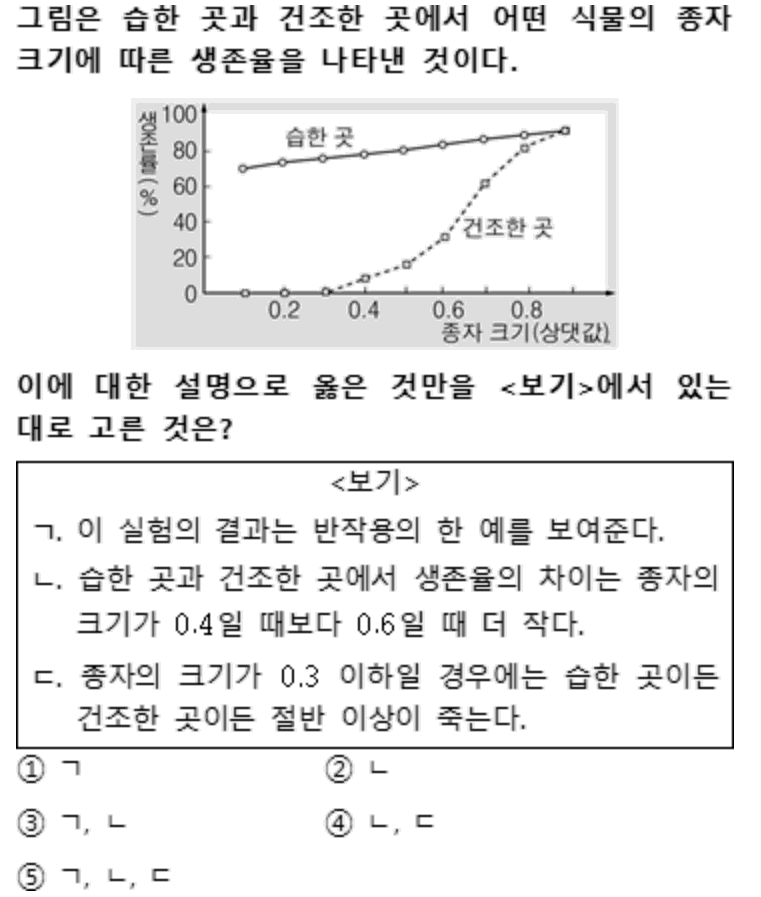 그림은 습한 곳과 건조한 곳에서 어떤 식물의 종자
크기에 따른 생존율을 나타낸 것이다.
생존률(%)
100
80
60
40
20
0
습한 곳
건조한 곳
0.2 0.4 0.6 0.8
종자 크기(상댓값)
이에 대한 설명으로 옳은 것만을 <보기>에서 있는
대로 고른 것은?
<보기>
ㄱ. 이 실험의 결과는 반작용의 한 예를 보여준다.
ㄴ. 습한 곳과 건조한 곳에서 생존율의 차이는 종자의
크기가 0.4일 때보다 0.6일 때 더 작다.
ㄷ. 종자의 크기가 0.3 이하일 경우에는 습한 곳이든
건조한 곳이든 절반 이상이 죽는다.
① ㄱ ② ㄴ
③ ㄱ, ㄴ ④ ㄴ, ㄷ
⑤ ㄱ, ㄴ, ㄷ